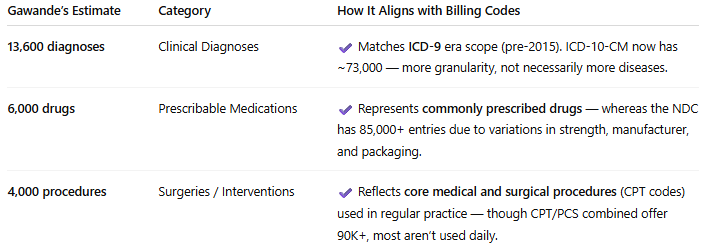 Gawande's Estimate Category How It Aligns with Billing Codes
13,600 diagnoses Clinical Diagnoses ✔ Matches ICD-9 era scope (pre-2015). ICD-10-CM now has
~73,000 — more granularity, not necessarily more diseases.
6,000 drugs Prescribable Medications ✔ Represents commonly prescribed drugs — whereas the NDC
has 85,000+ entries due to variations in strength, manufacturer,
and packaging.
4,000 procedures Surgeries / Interventions ✔ Reflects core medical and surgical procedures (CPT codes)
used in regular practice — though CPT/PCS combined offer
90K+, most aren't used daily.